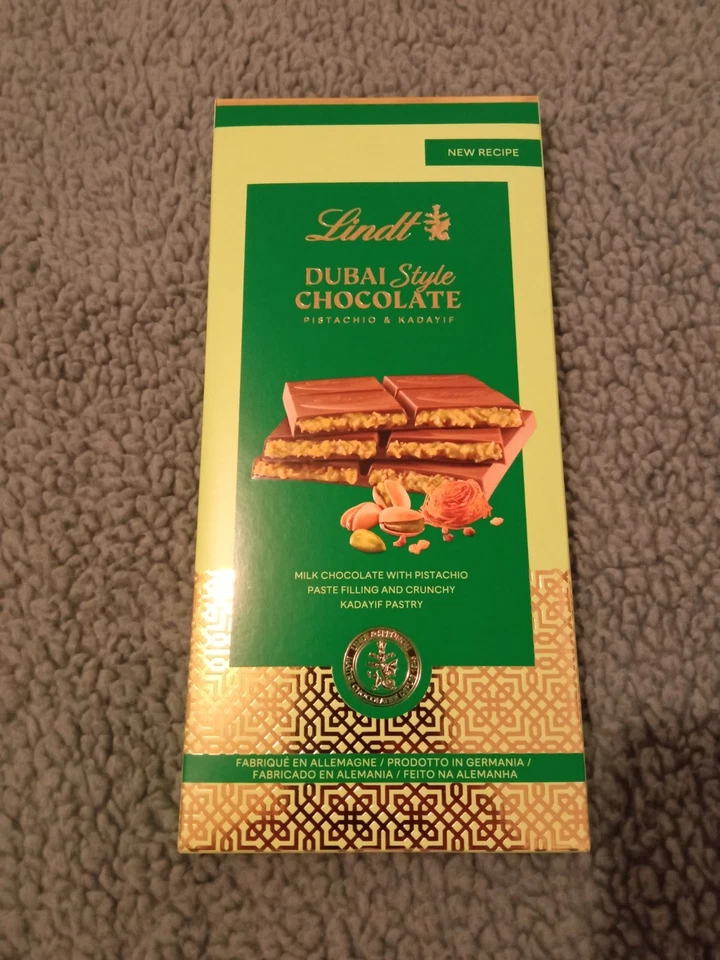 NEW RECIPE
Lindt
DUBAI Style
CHOCOLATE
PISTACHIO & KADAYIF
MILK CHOCOLATE WITH PISTACHIO
PASTE FILLING AND CRUNCHY
KADAYIF PASTRY
FABRIQUÉ EN ALLEMAGNE / PRODOTTO IN GERMANIA /
FABRICADO EN ALEMANIA / FEITO NA ALEMANHA